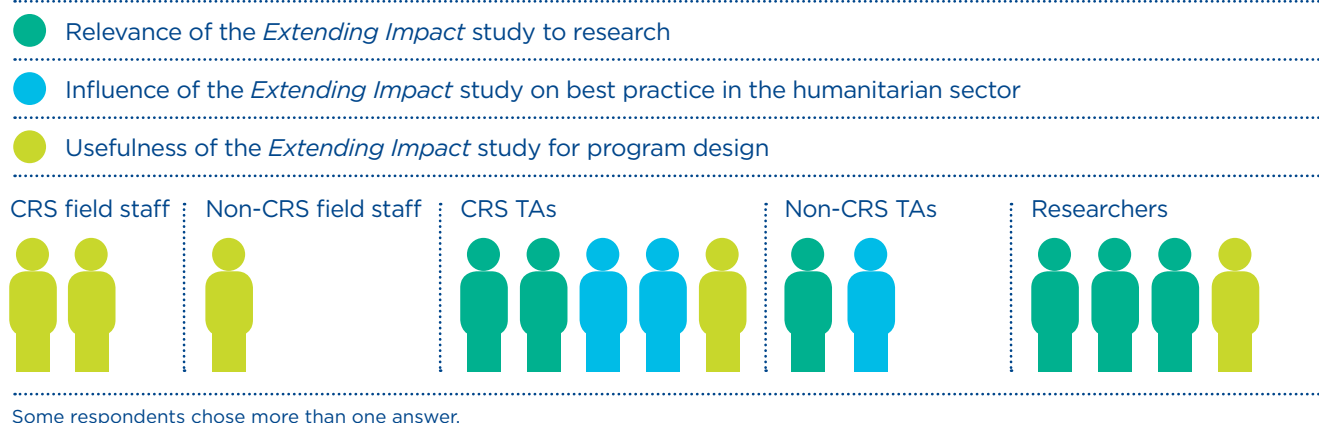 Relevance of the Extending Impact study to research
Influence of the Extending Impact study on best practice in the humanitarian sector
Usefulness of the Extending Impact study for program design
CRS field staff
Non-CRS field staff
CRS TAs
Non-CRS TAs
Researchers
Some respondents chose more than one answer.